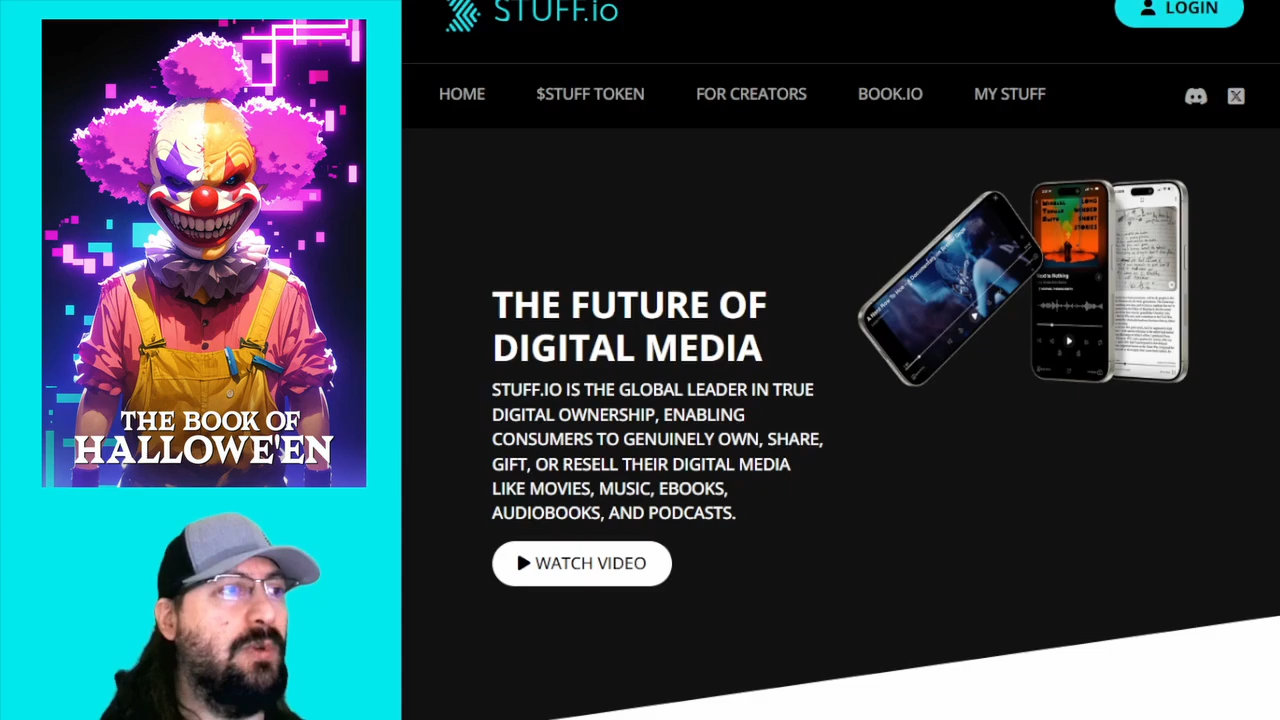 THE BOOK OF
HALLOWE'EN
STUFF.io
LOGIN
HOME
$STUFF TOKEN
FOR CREATORS
BOOK.IO
MY STUFF
THE FUTURE OF
DIGITAL MEDIA
STUFF.IO IS THE GLOBAL LEADER IN TRUE
DIGITAL OWNERSHIP, ENABLING
CONSUMERS TO GENUINELY OWN, SHARE,
GIFT, OR RESELL THEIR DIGITAL MEDIA
LIKE MOVIES, MUSIC, EBOOKS,
AUDIOBOOKS, AND PODCASTS.
WATCH VIDEO